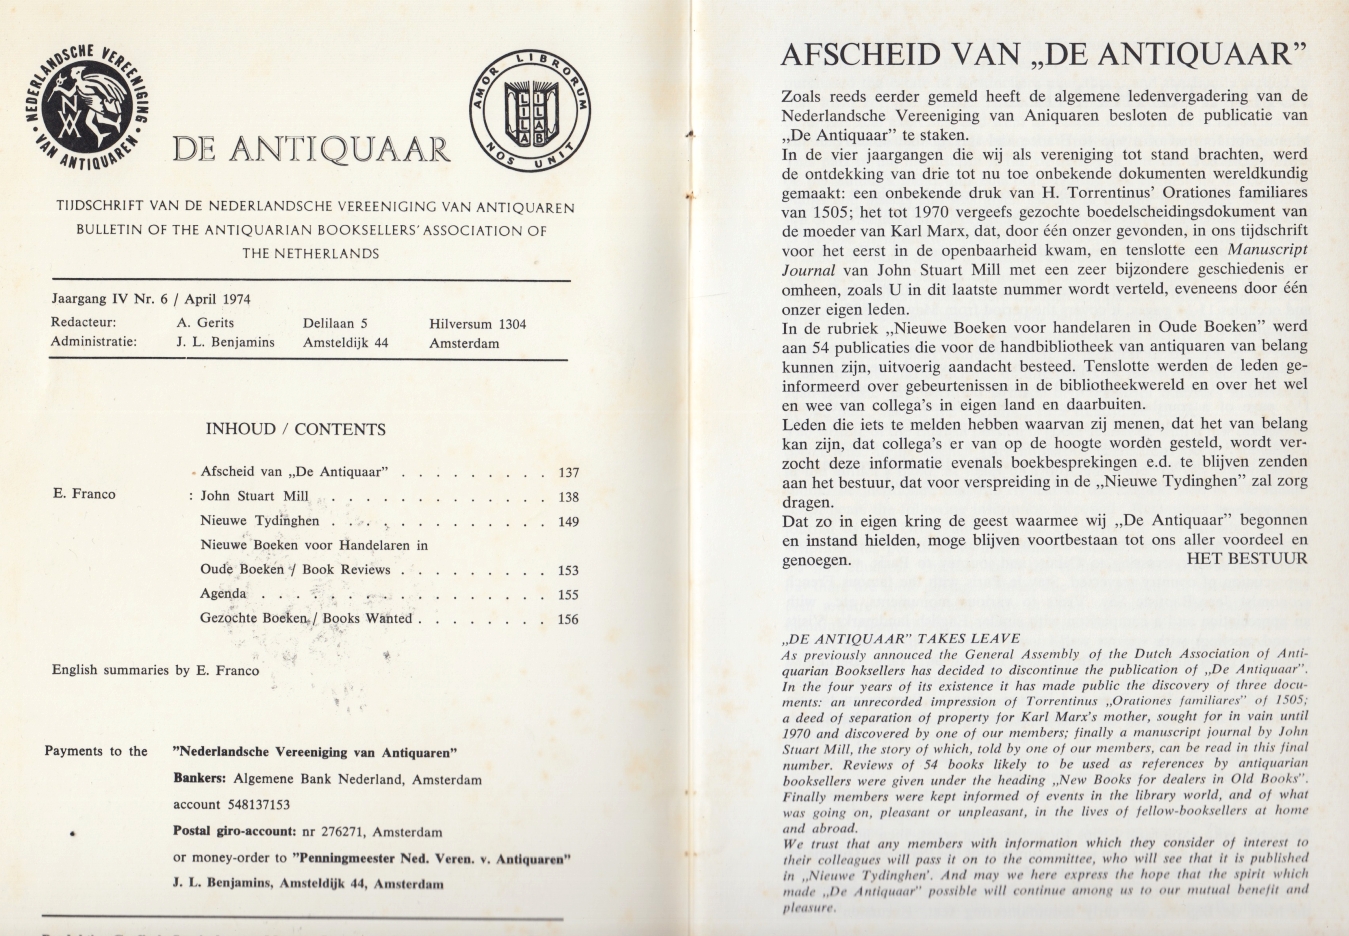 NEDERLANDSCHE VEREENIGING
• VAN ANTIQUAREN •
N
V
A
DE ANTIQUAAR
AMOR LIBRORUM
NOS UNIT
LILA
ILAB
TIJDSCHRIFT VAN DE NEDERLANDSCHE VEREENIGING VAN ANTIQUAREN
BULLETIN OF THE ANTIQUARIAN BOOKSELLERS' ASSOCIATION OF
THE NETHERLANDS
Jaargang IV Nr. 6 / April 1974
Redacteur: A. Gerits Delilaan 5 Hilversum 1304
Administratie: J. L. Benjamins Amsteldijk 44 Amsterdam
INHOUD / CONTENTS
Afscheid van „De Antiquaar” . . . . . . . . . 137
E. Franco : John Stuart Mill . . . . . . . . . . . . . 138
Nieuwe Tydinghen . . . . . . . . . . . . . 149
Nieuwe Boeken voor Handelaren in
Oude Boeken / Book Reviews . . . . . . . . . 153
Agenda . . . . . . . . . . . . . . . . . 155
Gezochte Boeken / Books Wanted . . . . . . . . 156
English summaries by E. Franco
Payments to the ”Nederlandsche Vereeniging van Antiquaren”
Bankers: Algemene Bank Nederland, Amsterdam
account 548137153
Postal giro-account: nr 276271, Amsterdam
or money-order to ”Penningmeester Ned. Veren. v. Antiquaren”
J. L. Benjamins, Amsteldijk 44, Amsterdam
AFSCHEID VAN „DE ANTIQUAAR”
Zoals reeds eerder gemeld heeft de algemene ledenvergadering van de
Nederlandsche Vereeniging van Aniquaren besloten de publicatie van
„De Antiquaar” te staken.
In de vier jaargangen die wij als vereniging tot stand brachten, werd
de ontdekking van drie tot nu toe onbekende dokumenten wereldkundig
gemaakt: een onbekende druk van H. Torrentinus' Orationes familiares
van 1505; het tot 1970 vergeefs gezochte boedelscheidingsdokument van
de moeder van Karl Marx, dat, door één onzer gevonden, in ons tijdschrift
voor het eerst in de openbaarheid kwam, en tenslotte een Manuscript
Journal van John Stuart Mill met een zeer bijzondere geschiedenis er
omheen, zoals U in dit laatste nummer wordt verteld, eveneens door één
onzer eigen leden.
In de rubriek „Nieuwe Boeken voor handelaren in Oude Boeken” werd
aan 54 publicaties die voor de handbibliotheek van antiquaren van belang
kunnen zijn, uitvoerig aandacht besteed. Tenslotte werden de leden ge-
informeerd over gebeurtenissen in de bibliotheekwereld en over het wel
en wee van collega's in eigen land en daarbuiten.
Leden die iets te melden hebben waarvan zij menen, dat het van belang
kan zijn, dat collega's er van op de hoogte worden gesteld, wordt ver-
zocht deze informatie evenals boekbesprekingen e.d. te blijven zenden
aan het bestuur, dat voor verspreiding in de „Nieuwe Tydinghen” zal zorg
dragen.
Dat zo in eigen kring de geest waarmee wij „De Antiquaar” begonnen
en instand hielden, moge blijven voortbestaan tot ons aller voordeel en
genoegen. HET BESTUUR
„DE ANTIQUAAR” TAKES LEAVE
As previously annouced the General Assembly of the Dutch Association of Anti-
quarian Booksellers has decided to discontinue the publication of „De Antiquaar”.
In the four years of its existence it has made public the discovery of three docu-
ments: an unrecorded impression of Torrentinus „Orationes familiares” of 1505;
a deed of separation of property for Karl Marx's mother, sought for in vain until
1970 and discovered by one of our members; finally a manuscript journal by John
Stuart Mill, the story of which, told by one of our members, can be read in this final
number. Reviews of 54 books likely to be used as references by antiquarian
booksellers were given under the heading „New Books for dealers in Old Books”.
Finally members were kept informed of events in the library world, and of what
was going on, pleasant or unpleasant, in the lives of fellow-booksellers at home
and abroad.
We trust that any members with information which they consider of interest to
their colleagues will pass it on to the committee, who will see that it is published
in „Nieuwe Tydinghen'. And may we here express the hope that the spirit which
made „De Antiquaar” possible will continue among us to our mutual benefit and
pleasure.